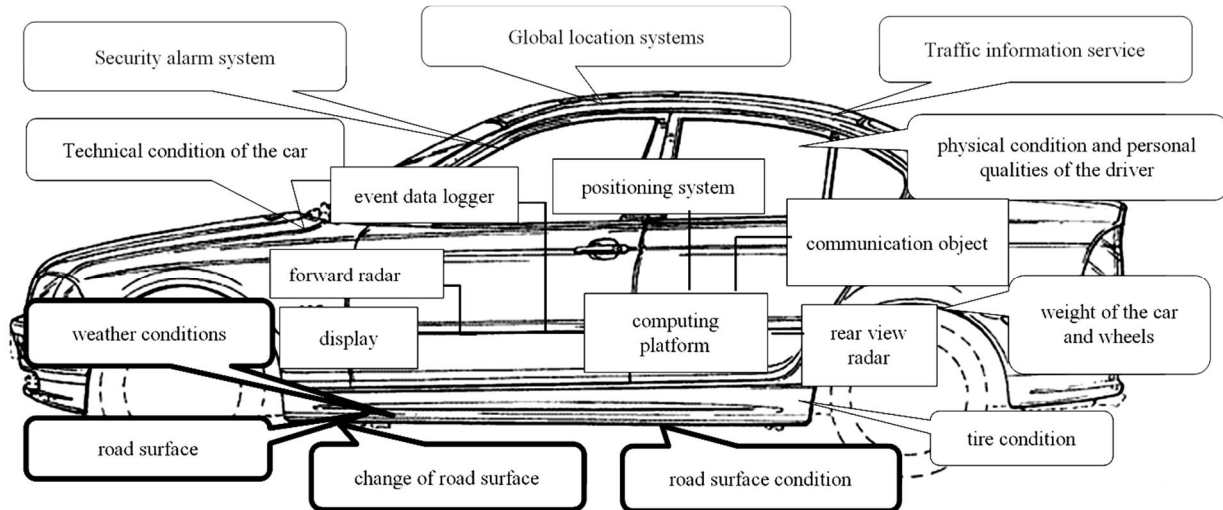 Global location systems
Security alarm system
Traffic information service
Technical condition of the car
physical condition and personal
qualities of the driver
event data logger
positioning system
communication object
forward radar
weather conditions
display
computing
platform
rear view
radar
weight of the car
and wheels
road surface
tire condition
change of road surface
road surface condition